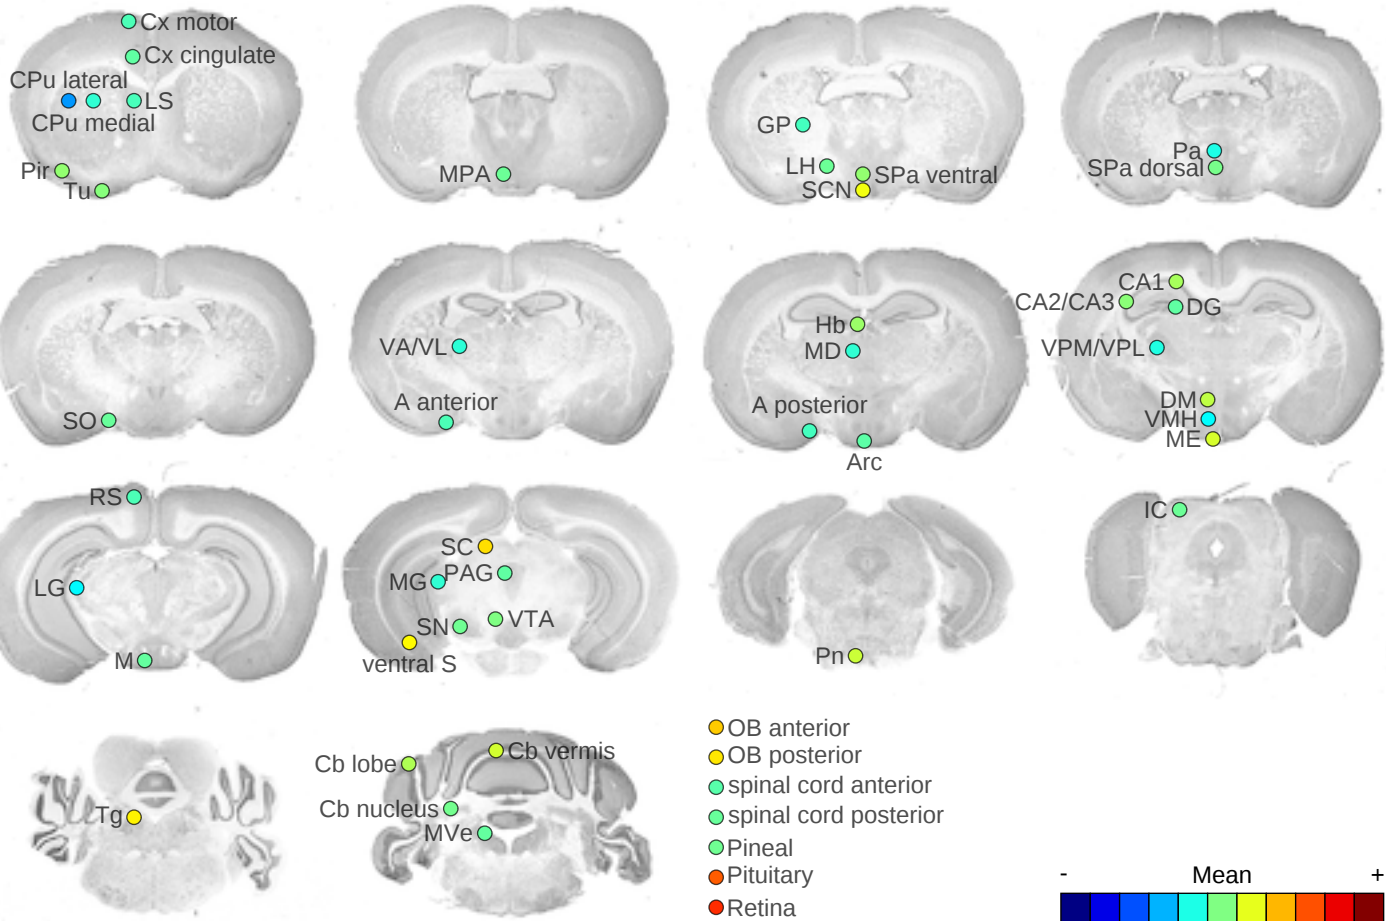 Cx motor
Cx cingulate
CPu lateral
LS
CPu medial
Pir
Tu
MPA
GP
LH
SPa ventral
SCN
Pa
SPa dorsal
SO
VA/VL
A anterior
Hb
MD
A posterior
Arc
CA1
CA2/CA3
DG
VPM/VPL
DM
VMH
ME
RS
LG
M
SC
MG
PAG
SN
VTA
ventral S
Pn
IC
Tg
Cb lobe
Cb vermis
Cb nucleus
MVe
OB anterior
OB posterior
spinal cord anterior
spinal cord posterior
Pineal
Pituitary
Retina
- Mean +